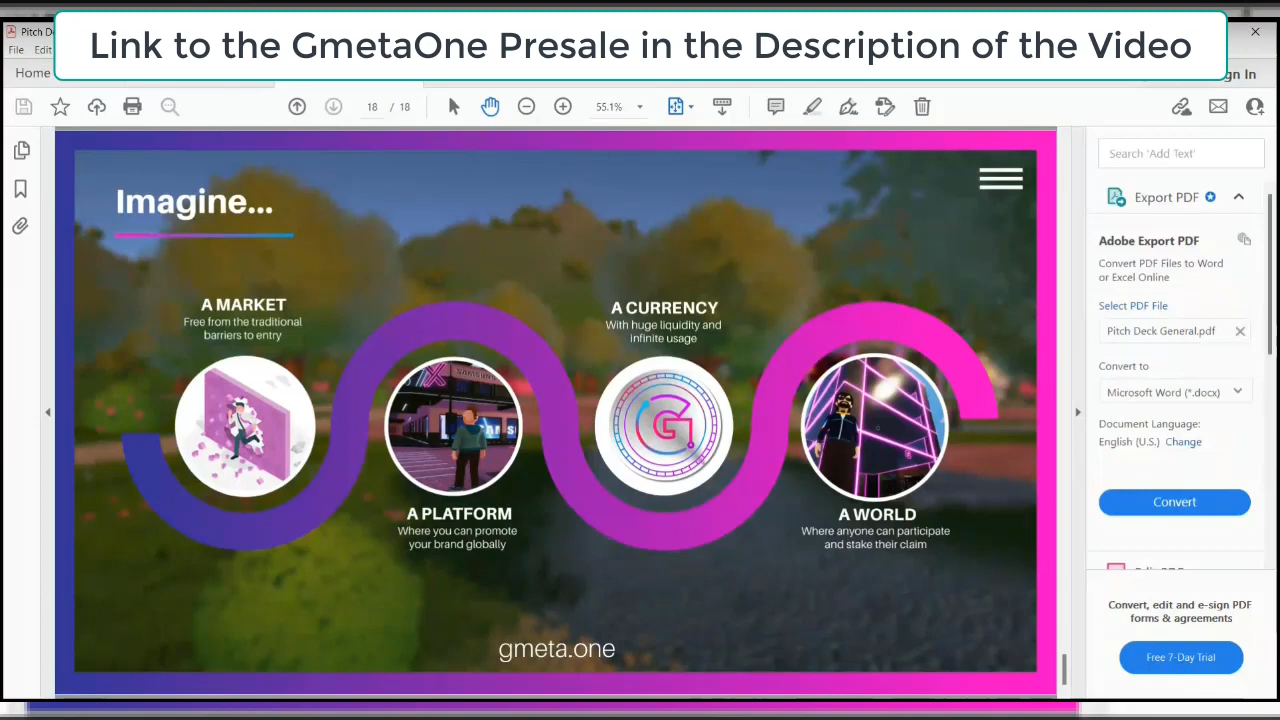 Link to the GmetaOne Presale in the Description of the Video
Pitch De
File Edit
Home
gn In
18 / 18
55.1%
Search 'Add Text'
Export PDF
Adobe Export PDF
Convert PDF Files to Word
or Excel Online
Select PDF File
Pitch Deck General.pdf
Convert to
Microsoft Word (*.docx)
Document Language:
English (U.S.) Change
Convert
Convert, edit and e-sign PDF
forms & agreements
Free 7-Day Trial
Imagine...
A MARKET
Free from the traditional
barriers to entry
A PLATFORM
Where you can promote
your brand globally
A CURRENCY
With huge liquidity and
infinite usage
G
A WORLD
Where anyone can participate
and stake their claim
gmeta.one